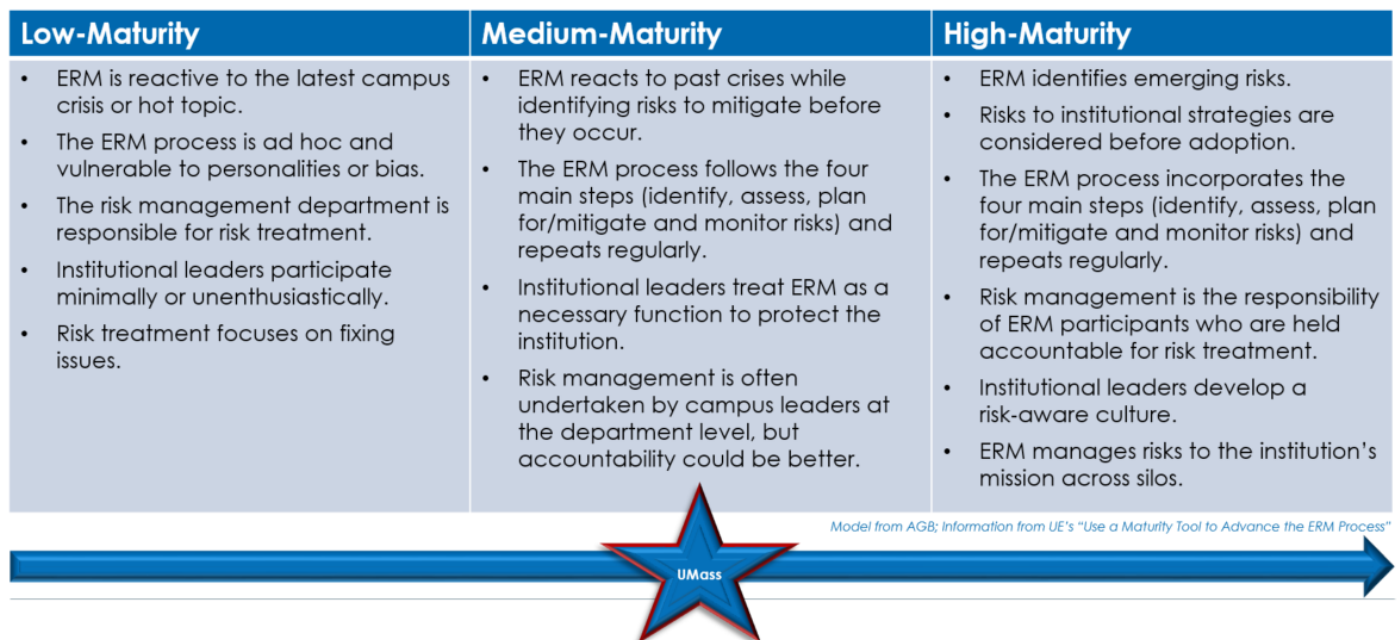 Low-Maturity
• ERM is reactive to the latest campus
crisis or hot topic.
• The ERM process is ad hoc and
vulnerable to personalities or bias.
• The risk management department is
responsible for risk treatment.
• Institutional leaders participate
minimally or unenthusiastically.
• Risk treatment focuses on fixing
issues.
Medium-Maturity
• ERM reacts to past crises while
identifying risks to mitigate before
they occur.
• The ERM process follows the four
main steps (identify, assess, plan
for/mitigate and monitor risks) and
repeats regularly.
• Institutional leaders treat ERM as a
necessary function to protect the
institution.
• Risk management is often
undertaken by campus leaders at
the department level, but
accountability could be better.
High-Maturity
• ERM identifies emerging risks.
• Risks to institutional strategies are
considered before adoption.
• The ERM process incorporates the
four main steps (identify, assess, plan
for/mitigate and monitor risks) and
repeats regularly.
• Risk management is the responsibility
of ERM participants who are held
accountable for risk treatment.
• Institutional leaders develop a
risk-aware culture.
• ERM manages risks to the institution’s
mission across silos.
Model from AGB; Information from UE’s “Use a Maturity Tool to Advance the ERM Process”
UMass